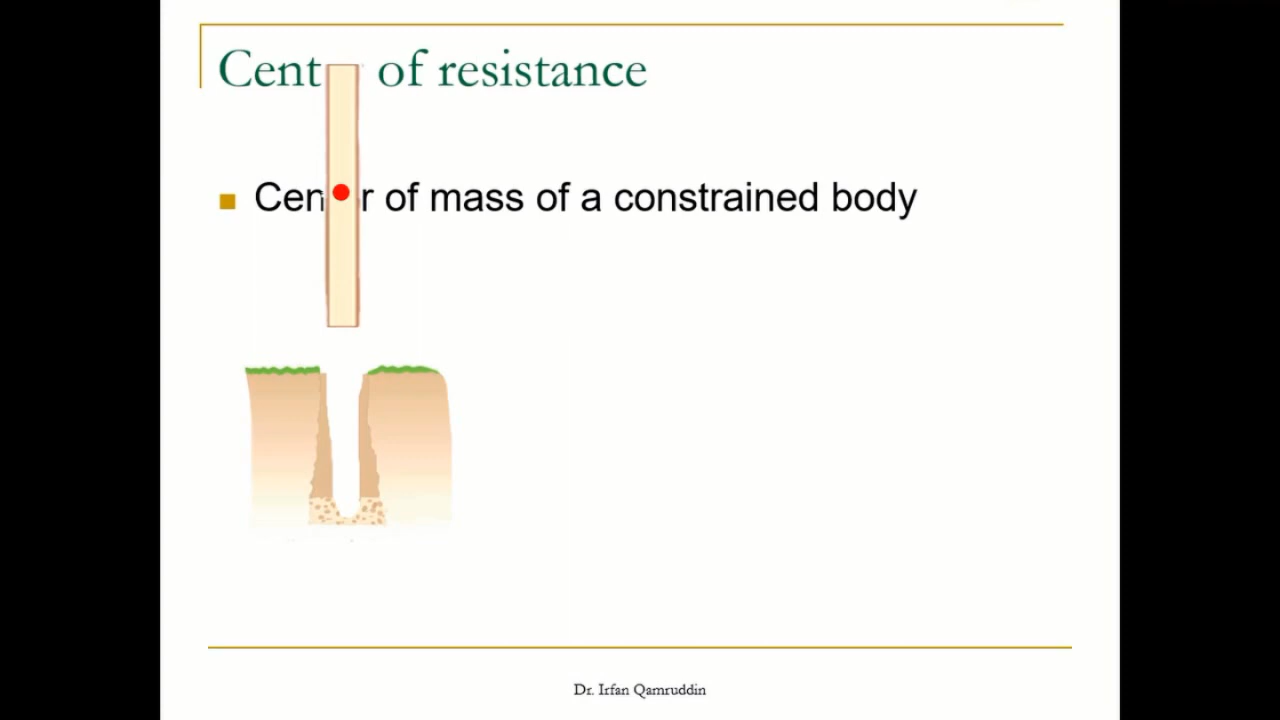 Cent of resistance
Cen r of mass of a constrained body
Dr. Irfan Qamruddin